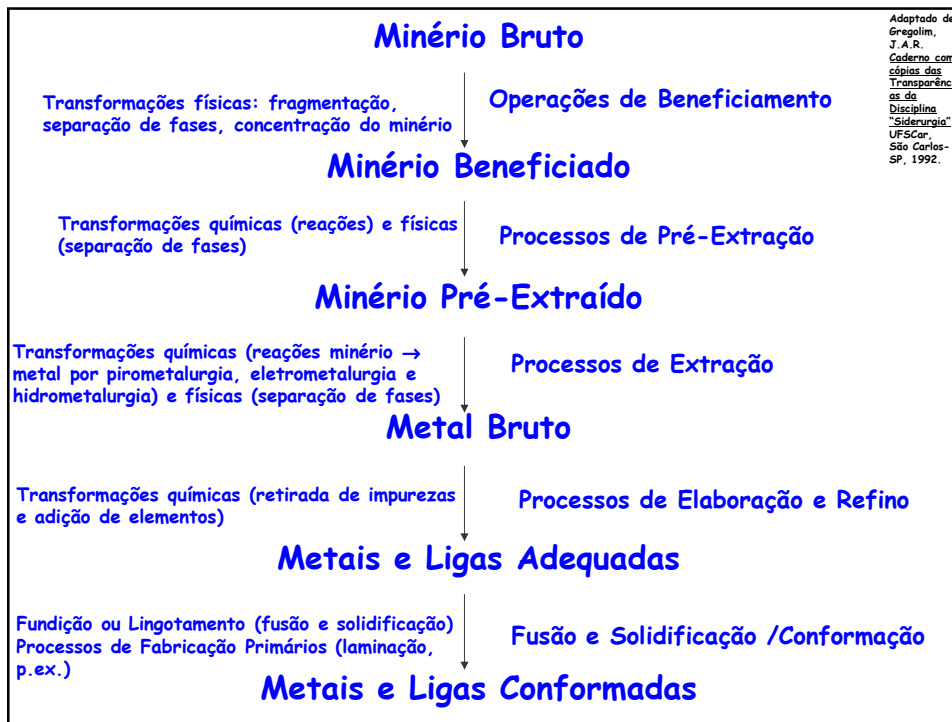 Minério Bruto
Adaptado de
Gregolim,
J.A.R.
Caderno com
cópias das
Transparênci
as da
Disciplina
"Siderurgia"
UFSCar,
São Carlos-
SP, 1992.
Transformações físicas: fragmentação,
separação de fases, concentração do minério
Operações de Beneficiamento
Minério Beneficiado
Transformações químicas (reações) e físicas
(separação de fases)
Processos de Pré-Extração
Minério Pré-Extraído
Transformações químicas (reações minério →
metal por pirometalurgia, eletrometalurgia e
hidrometalurgia) e físicas (separação de fases)
Processos de Extração
Metal Bruto
Transformações químicas (retirada de impurezas
e adição de elementos)
Processos de Elaboração e Refino
Metais e Ligas Adequadas
Fundição ou Lingotamento (fusão e solidificação)
Processos de Fabricação Primários (laminação,
p.ex.)
Fusão e Solidificação /Conformação
Metais e Ligas Conformadas